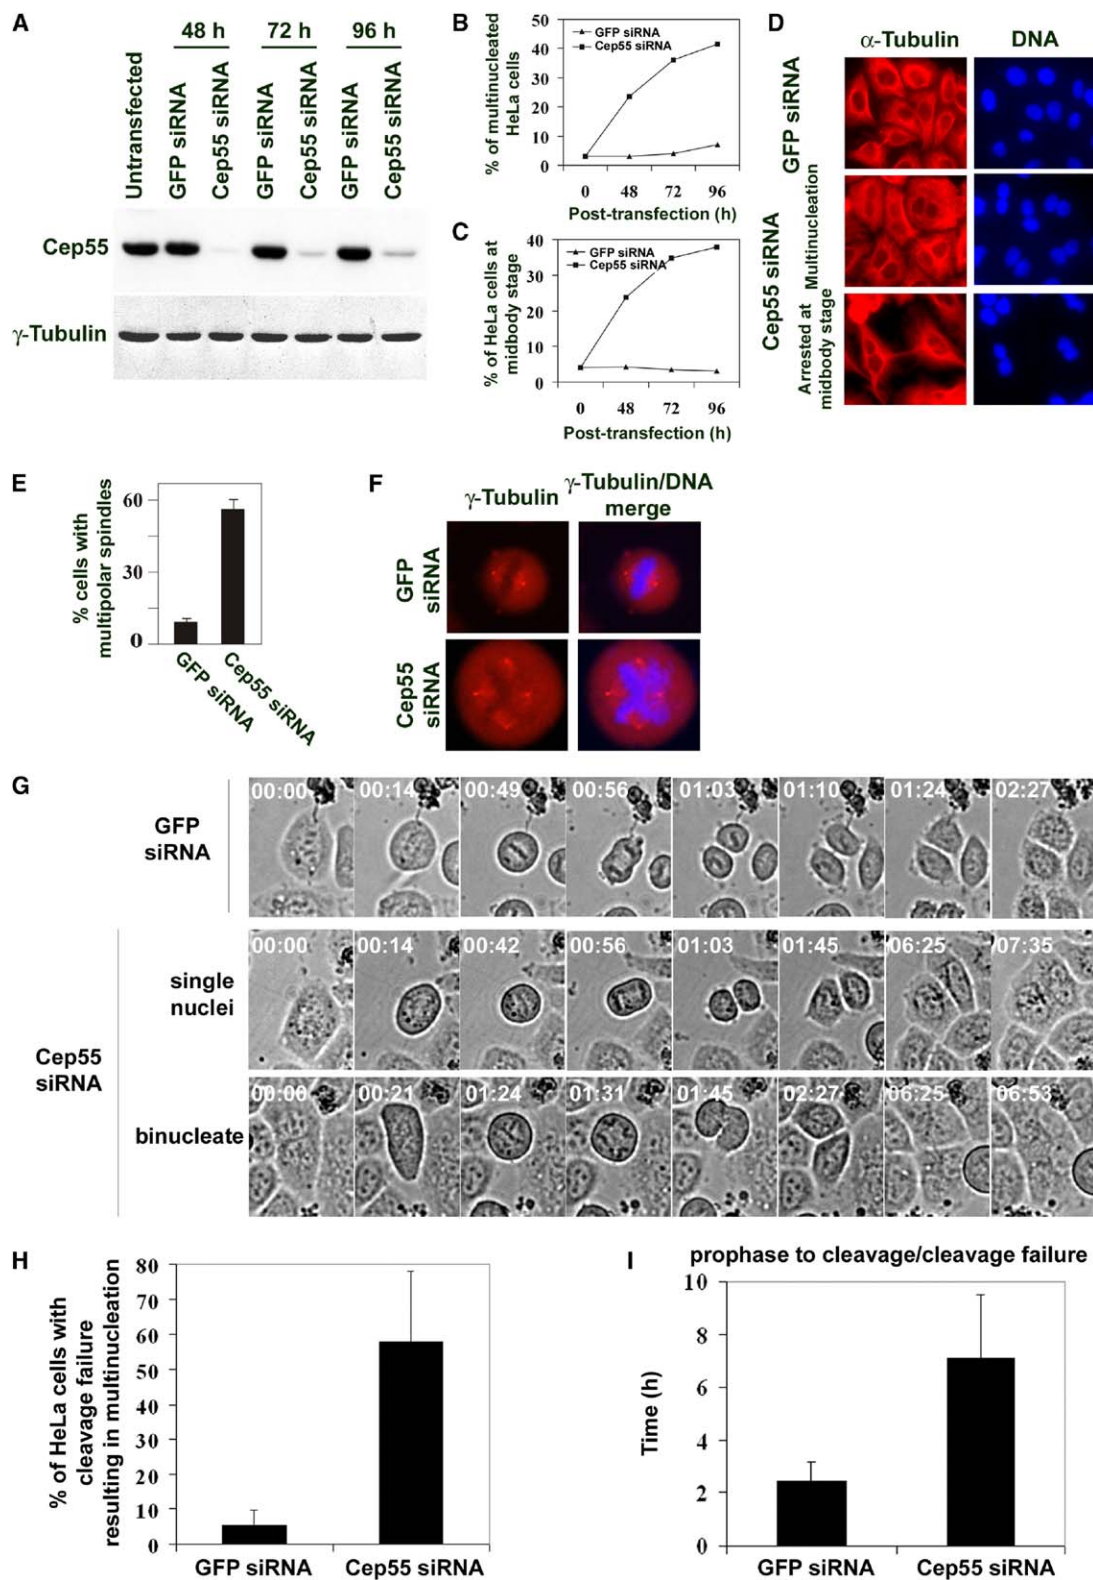 A
48 h 72 h 96 h
Untransfected
GFP siRNA
Cep55 siRNA
GFP siRNA
Cep55 siRNA
GFP siRNA
Cep55 siRNA
Cep55
γ-Tubulin
B
% of multinucleated
HeLa cells
50
40
30
20
10
0
GFP siRNA
Cep55 siRNA
0 48 72 96
Post-transfection (h)
C
% of HeLa cells at
midbody stage
40
30
20
10
0
GFP siRNA
Cep55 siRNA
0 48 72 96
Post-transfection (h)
D
α-Tubulin DNA
GFP siRNA
Cep55 siRNA
Multinucleation
Arrested at
midbody stage
E
% cells with
multipolar spindles
60
30
0
GFP siRNA
Cep55 siRNA
F
γ-Tubulin
γ-Tubulin/DNA
merge
GFP
siRNA
Cep55
siRNA
G
GFP
siRNA
00:00 00:14 00:49 00:56 01:03 01:10 01:24 02:27
Cep55
siRNA
single
nuclei
00:00 00:14 00:42 00:56 01:03 01:45 06:25 07:35
binucleate
00:00 00:21 01:24 01:31 01:45 02:27 06:25 06:53
H
% of HeLa cells with
cleavage failure
resulting in multinucleation
80
70
60
50
40
30
20
10
0
GFP siRNA Cep55 siRNA
I
prophase to cleavage/cleavage failure
Time (h)
10
8
6
4
2
0
GFP siRNA Cep55 siRNA